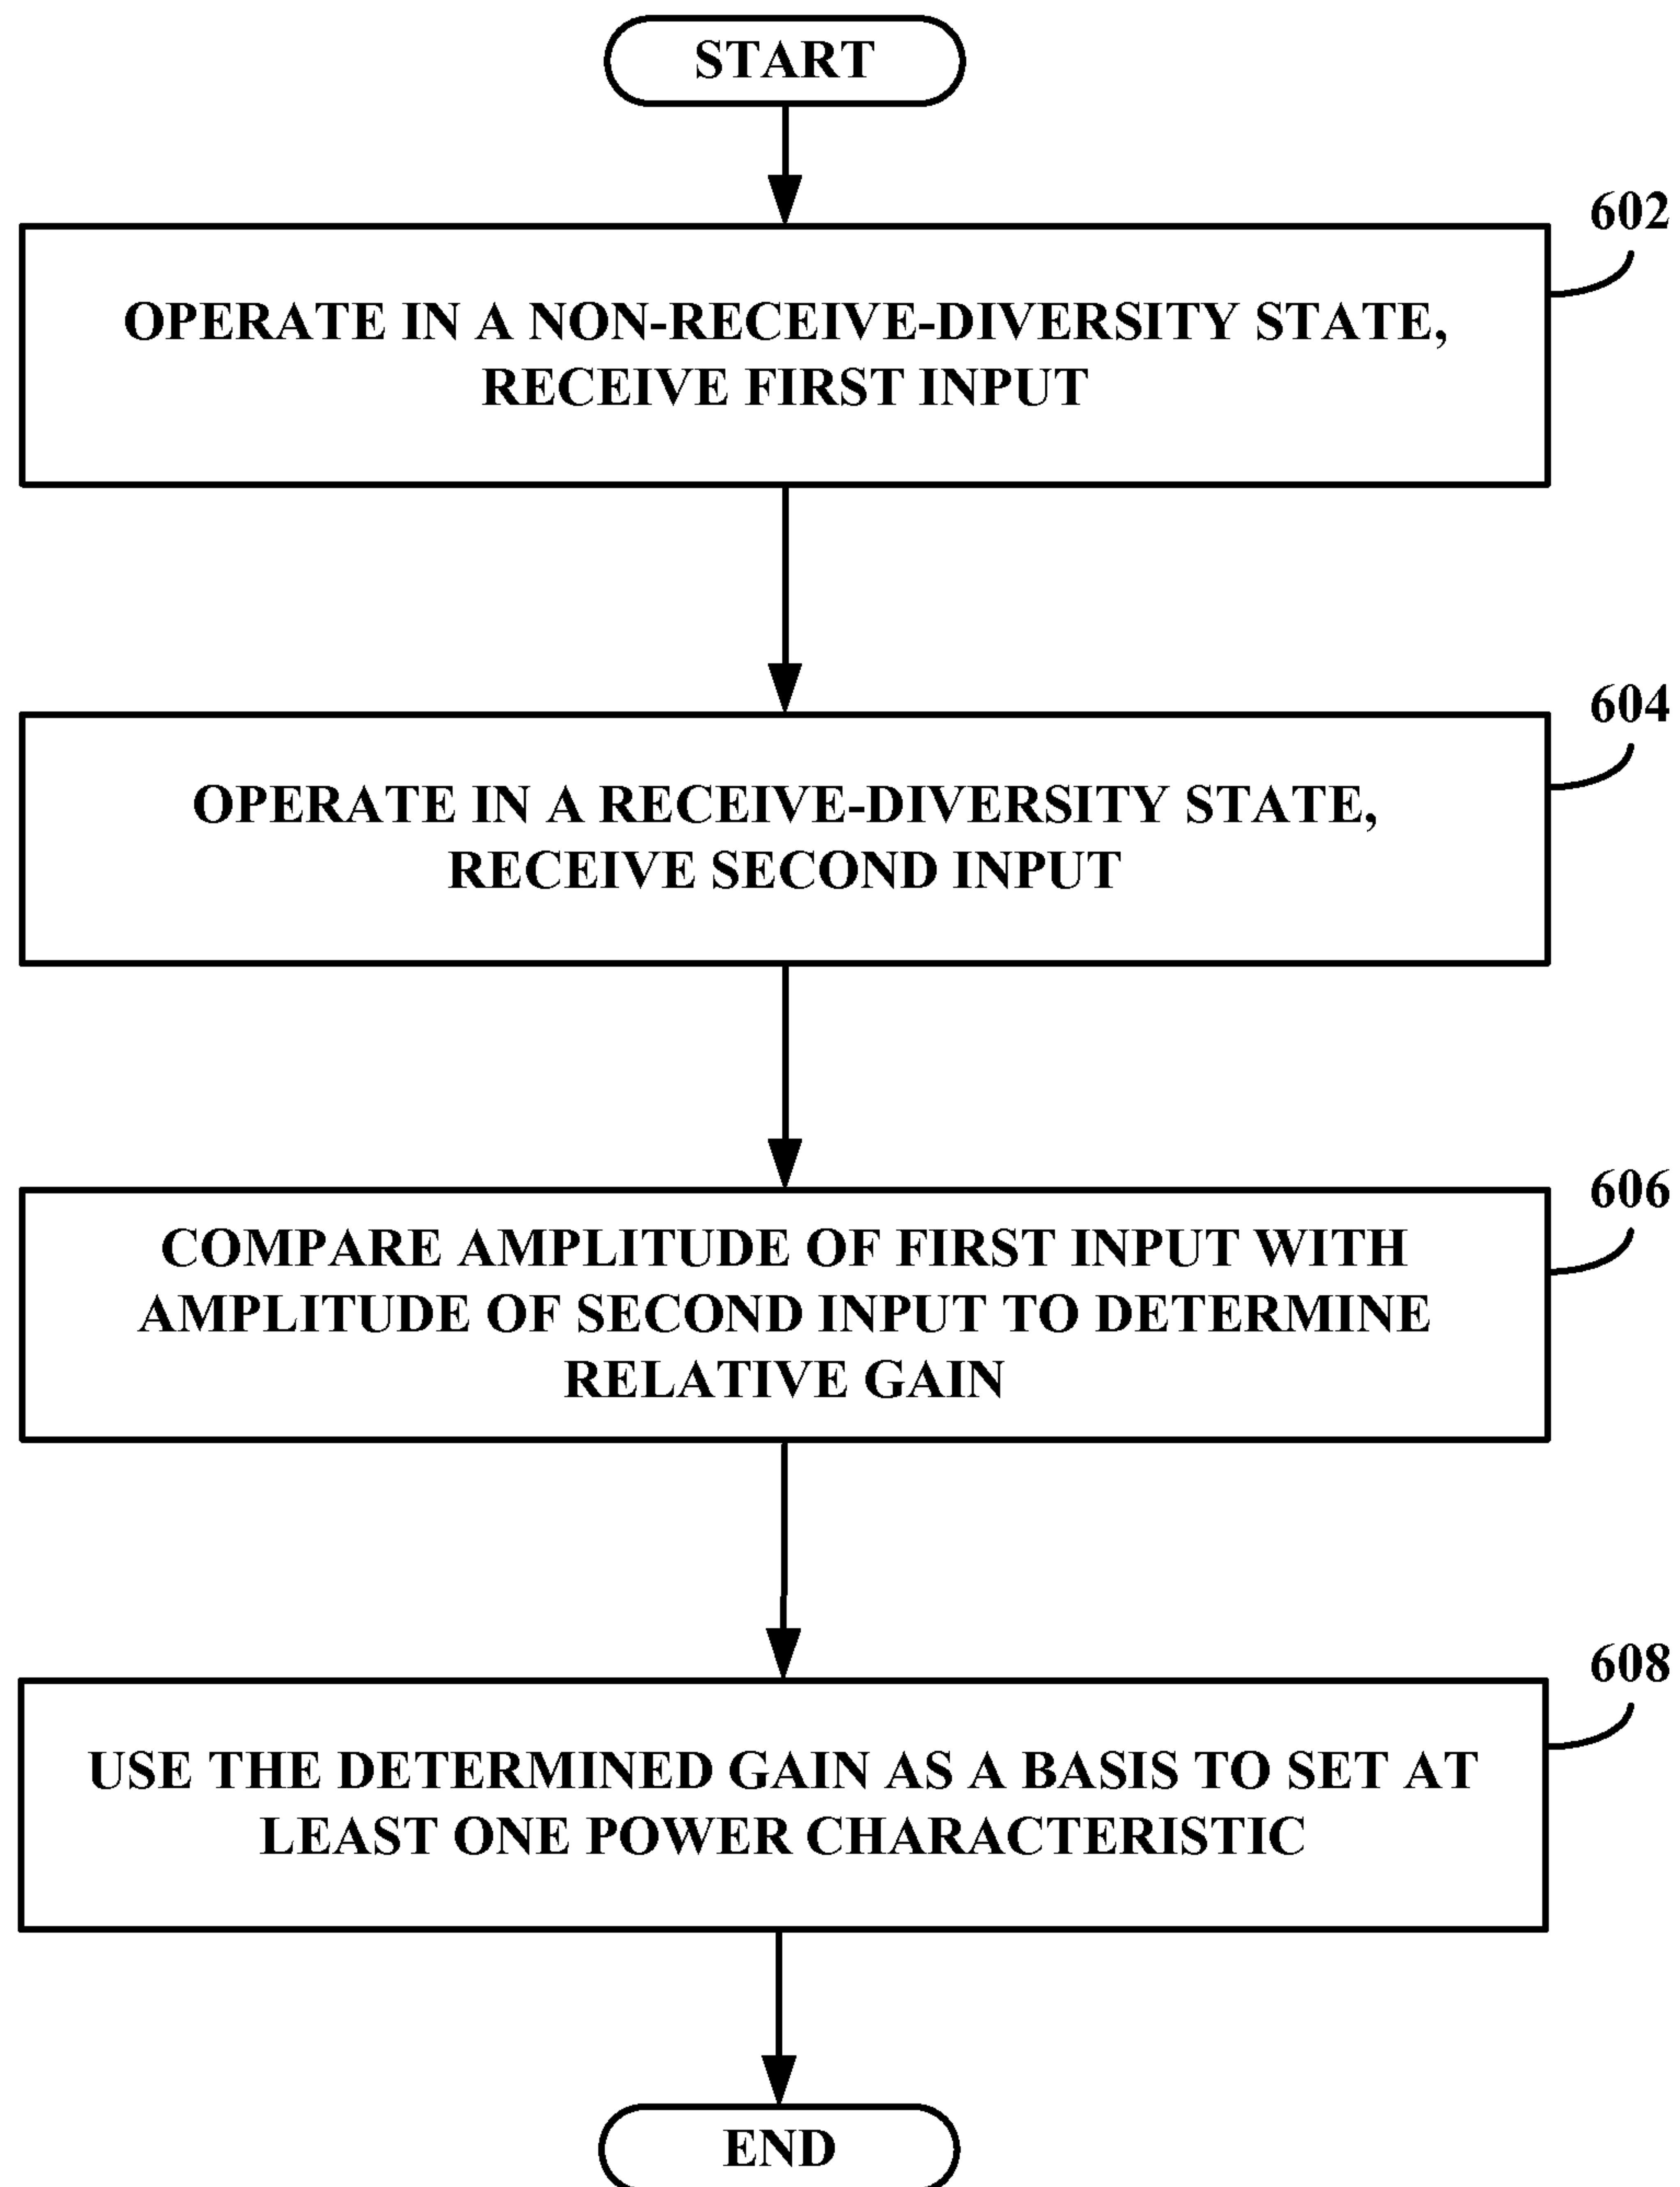 START
602
OPERATE IN A NON-RECEIVE-DIVERSITY STATE,
RECEIVE FIRST INPUT
604
OPERATE IN A RECEIVE-DIVERSITY STATE,
RECEIVE SECOND INPUT
606
COMPARE AMPLITUDE OF FIRST INPUT WITH
AMPLITUDE OF SECOND INPUT TO DETERMINE
RELATIVE GAIN
608
USE THE DETERMINED GAIN AS A BASIS TO SET AT
LEAST ONE POWER CHARACTERISTIC
END